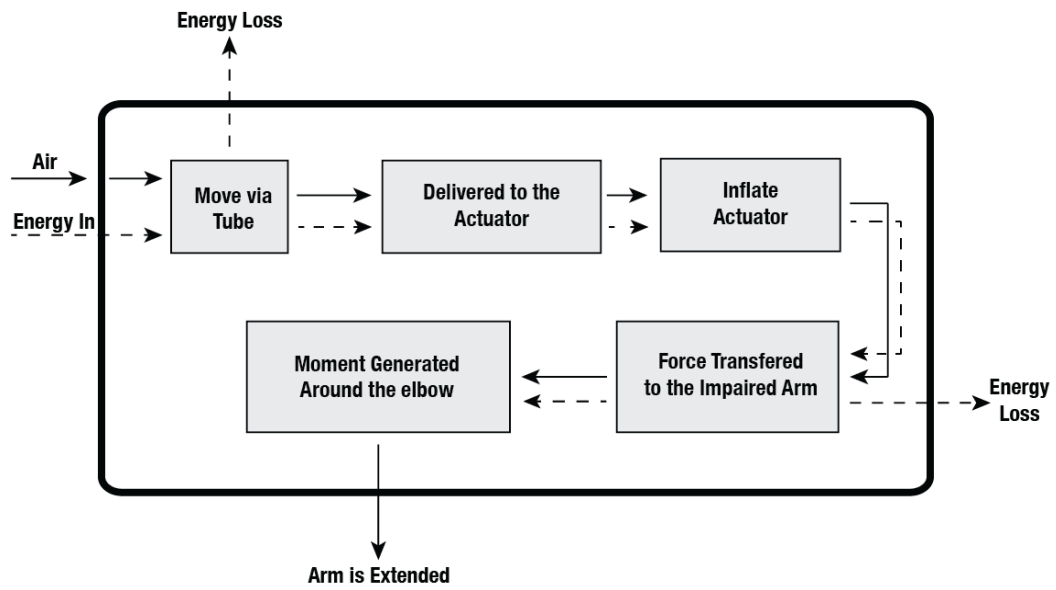 Energy Loss
Air
Energy In
Move via
Tube
Delivered to the
Actuator
Inflate
Actuator
Moment Generated
Around the elbow
Force Transfered
to the Impaired Arm
Energy
Loss
Arm is Extended